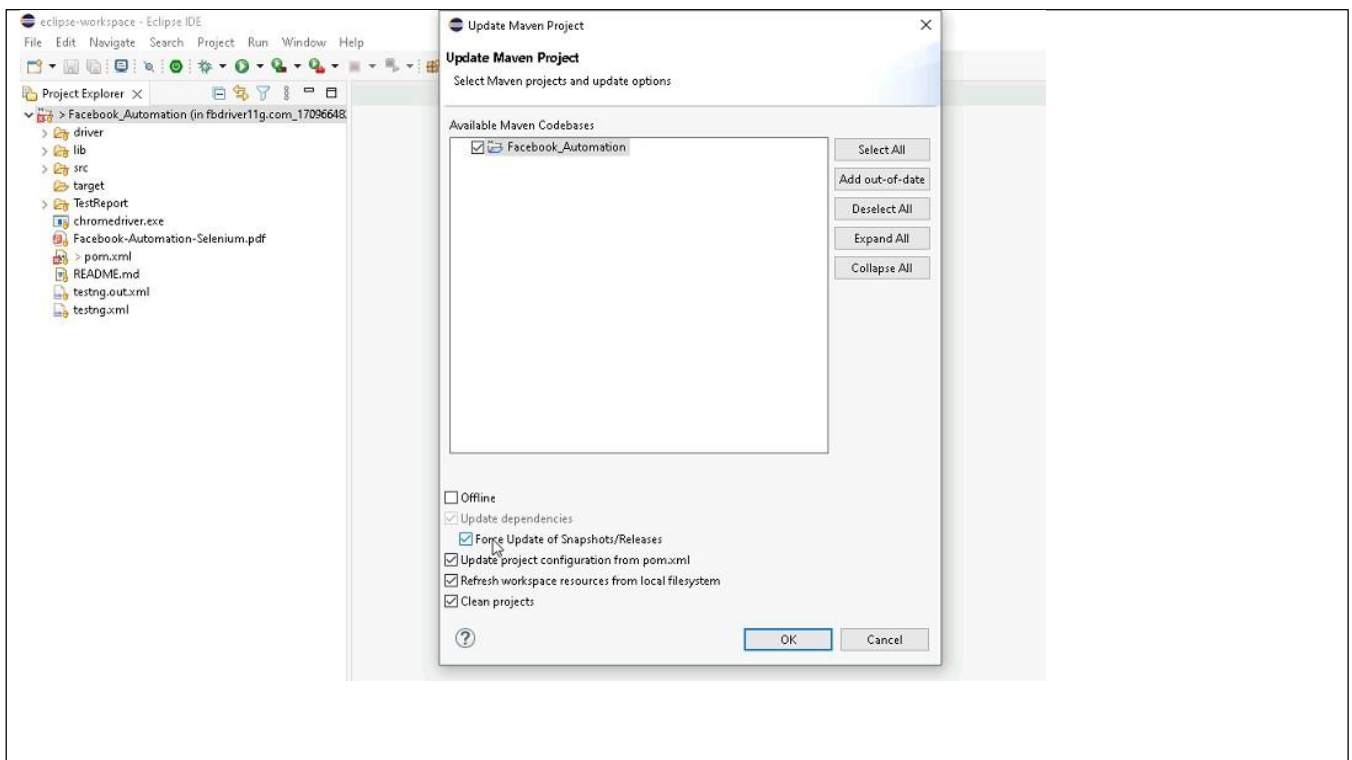 eclipse-workspace - Eclipse IDE
File Edit Navigate Search Project Run Window Help
Project Explorer
> Facebook_Automation (in fbdriver11g.com_17096648
driver
lib
src
target
TestReport
chromedriver.exe
Facebook-Automation-Selenium.pdf
> pom.xml
README.md
testng.out.xml
testng.xml
Update Maven Project
Update Maven Project
Select Maven projects and update options
Available Maven Codebases
Facebook_Automation
Select All
Add out-of-date
Deselect All
Expand All
Collapse All
Offline
Update dependencies
Force Update of Snapshots/Releases
Update project configuration from pom.xml
Refresh workspace resources from local filesystem
Clean projects
OK Cancel